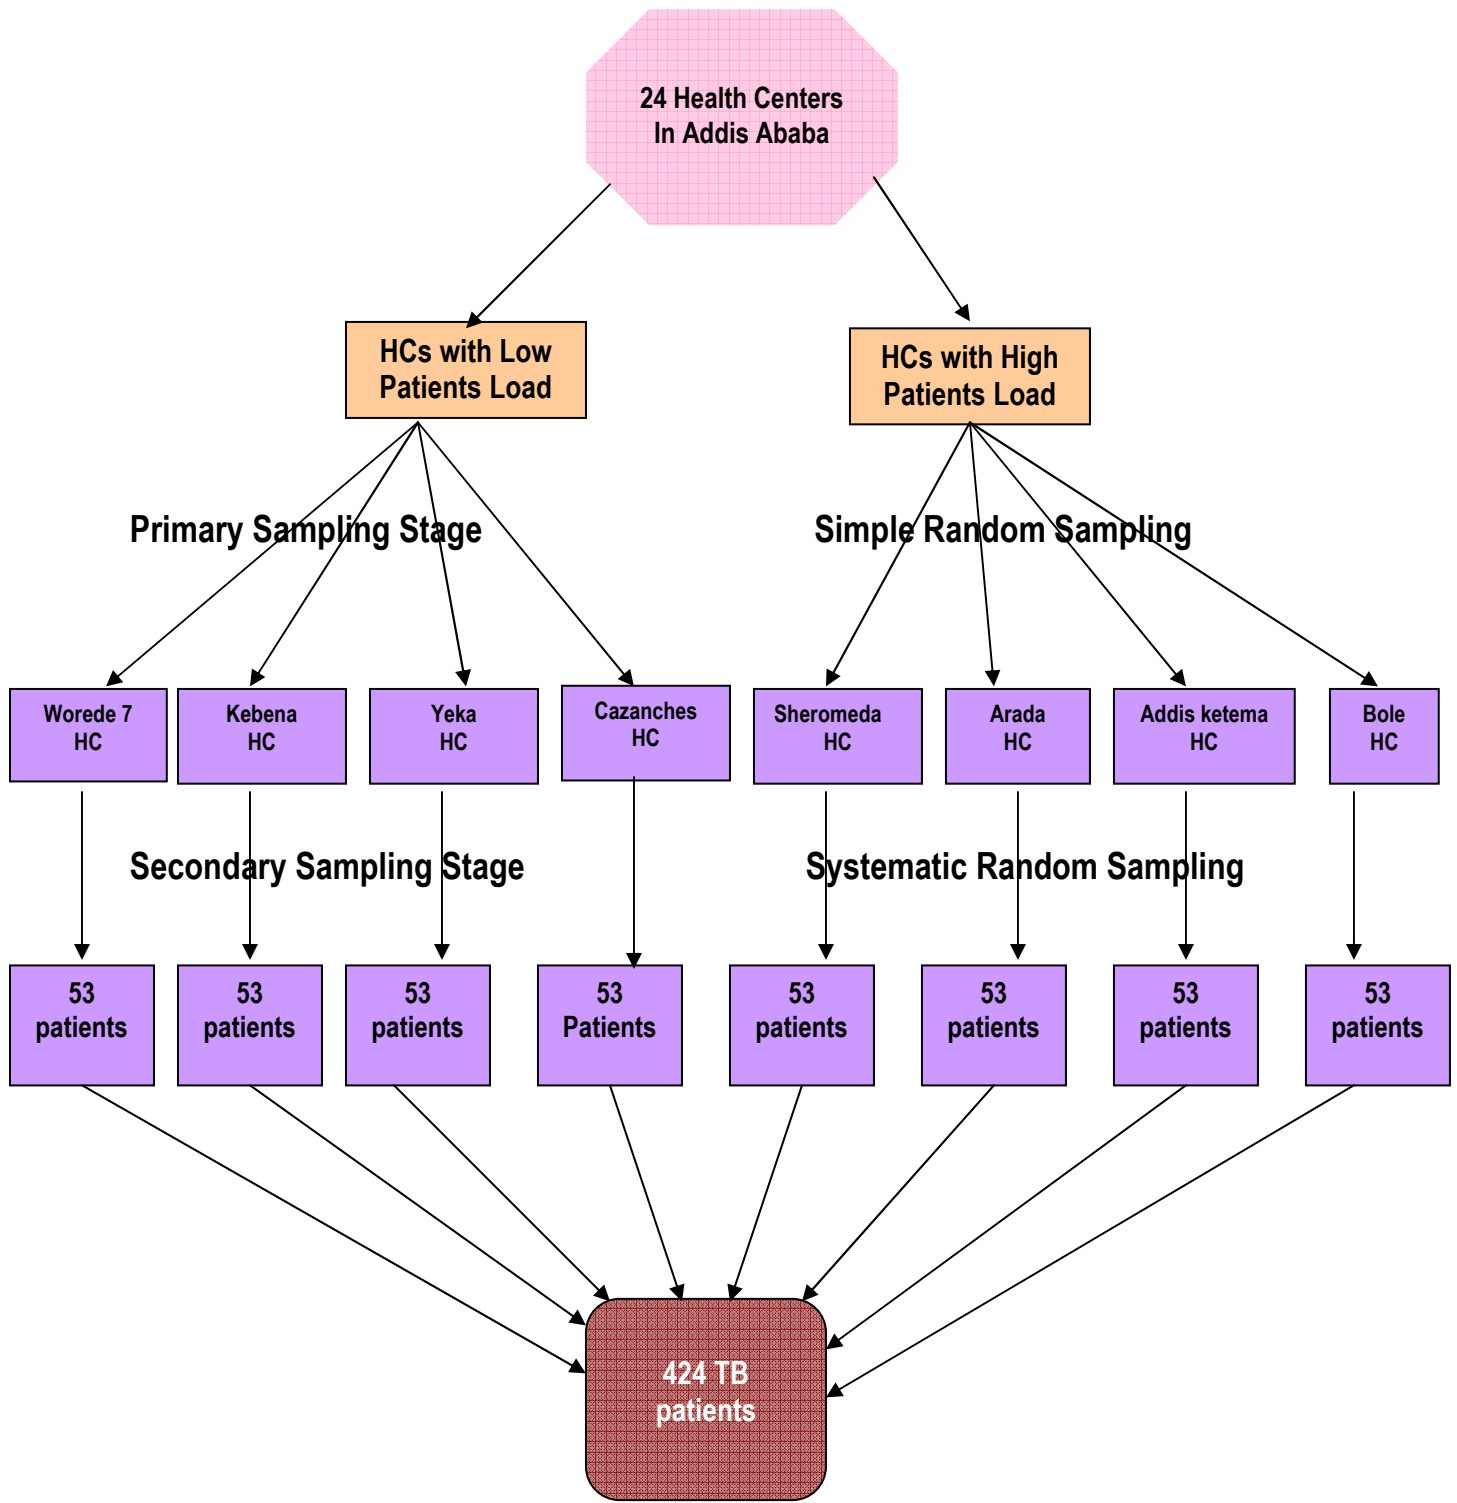 24 Health Centers
In Addis Ababa
HCs with Low
Patients Load
HCs with High
Patients Load
Primary Sampling Stage
Simple Random Sampling
Worede 7
HC
Kebena
HC
Yeka
HC
Cazanches
HC
Sheromeda
HC
Arada
HC
Addis ketema
HC
Bole
HC
Secondary Sampling Stage
Systematic Random Sampling
53
patients
53
patients
53
patients
53
Patients
53
patients
53
patients
53
patients
53
patients
424 TB
patients